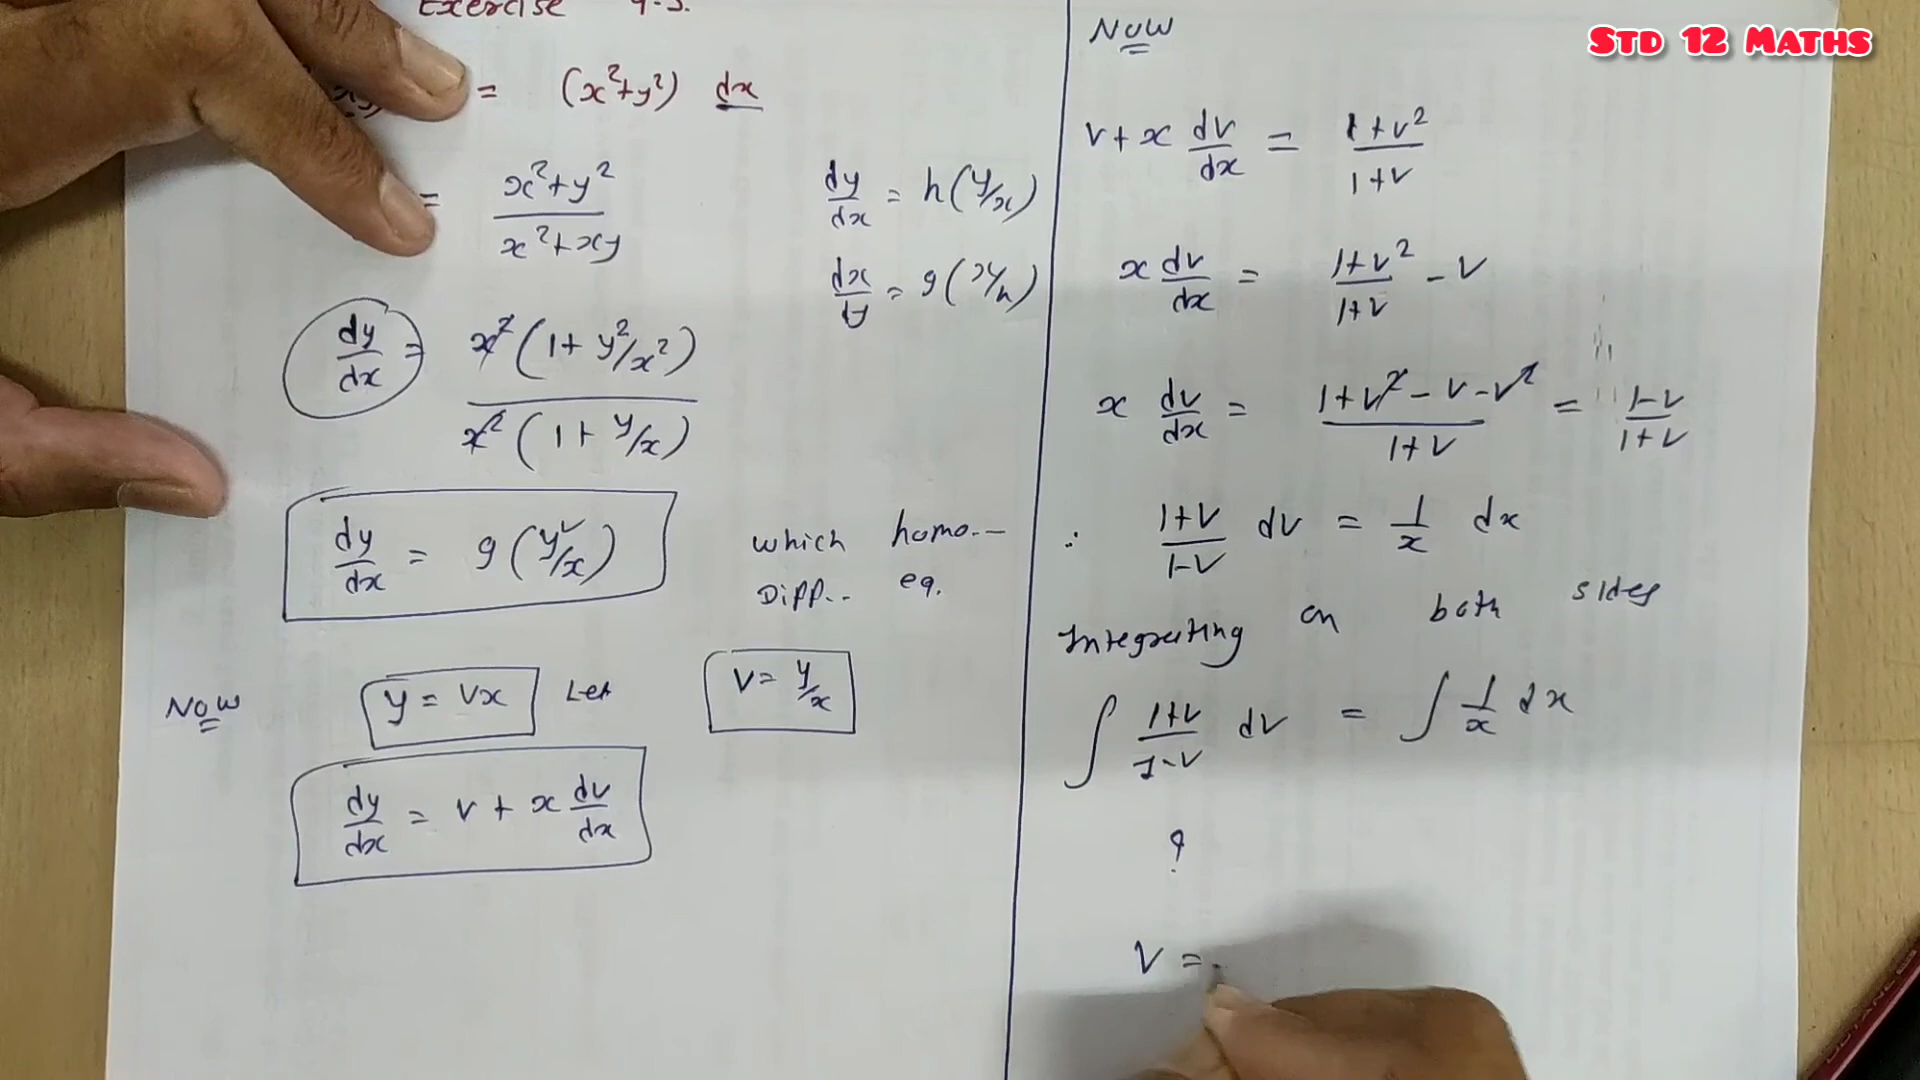 Exercise
= (x²+y²) dx
= x²+y² / x²+xy
dy/dx = h(y/x)
dx/dy = g(x/y)
dy/dx = x²(1+y²/x²) / x²(1+y/x)
dy/dx = g(y/x) v
which homo.--
Diff... eq.
Now y = vx Let v = y/x
dy/dx = v + x dv/dx
Now
v + x dv/dx = 1+v² / 1+v
x dv/dx = 1+v² / 1+v - v
x dv/dx = 1+v²-v-v² / 1+v = 1-v / 1+v
∴ 1+v / 1-v dv = 1/x dx
Integrating on both sides
∫ 1+v / 1-v dv = ∫ 1/x dx
?
v =
Std 12 Maths